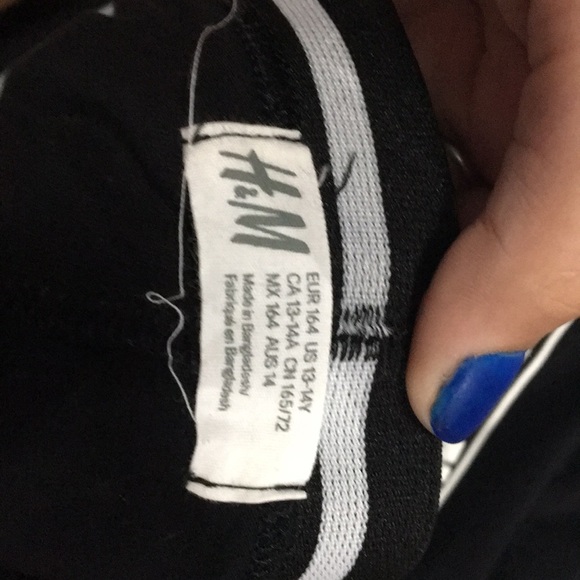 H&M
EUR 164 US 13-14Y
CA 13-14A CN 165/72
MX 164 AUS 14
Made in Bangladesh/
Fabriqué en Bangladesh